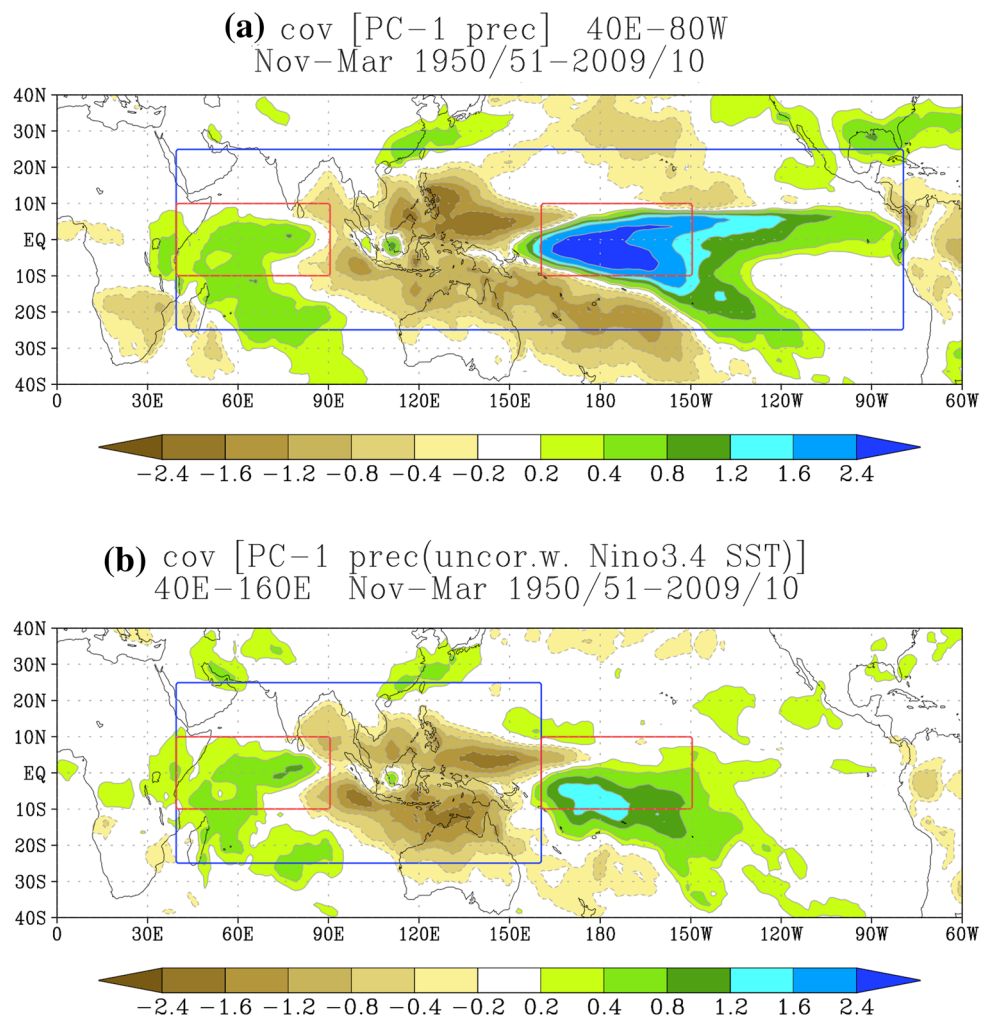 (a) cov [PC-1 prec] 40E-80W
Nov-Mar 1950/51-2009/10
40N
30N
20N
10N
EQ
10S
20S
30S
40S
0 30E 60E 90E 120E 150E 180 150W 120W 90W 60W
-2.4 -1.6 -1.2 -0.8 -0.4 -0.2 0.2 0.4 0.8 1.2 1.6 2.4
(b) cov [PC-1 prec(uncor.w. Nino3.4 SST)]
40E-160E Nov-Mar 1950/51-2009/10
40N
30N
20N
10N
EQ
10S
20S
30S
40S
0 30E 60E 90E 120E 150E 180 150W 120W 90W 60W
-2.4 -1.6 -1.2 -0.8 -0.4 -0.2 0.2 0.4 0.8 1.2 1.6 2.4